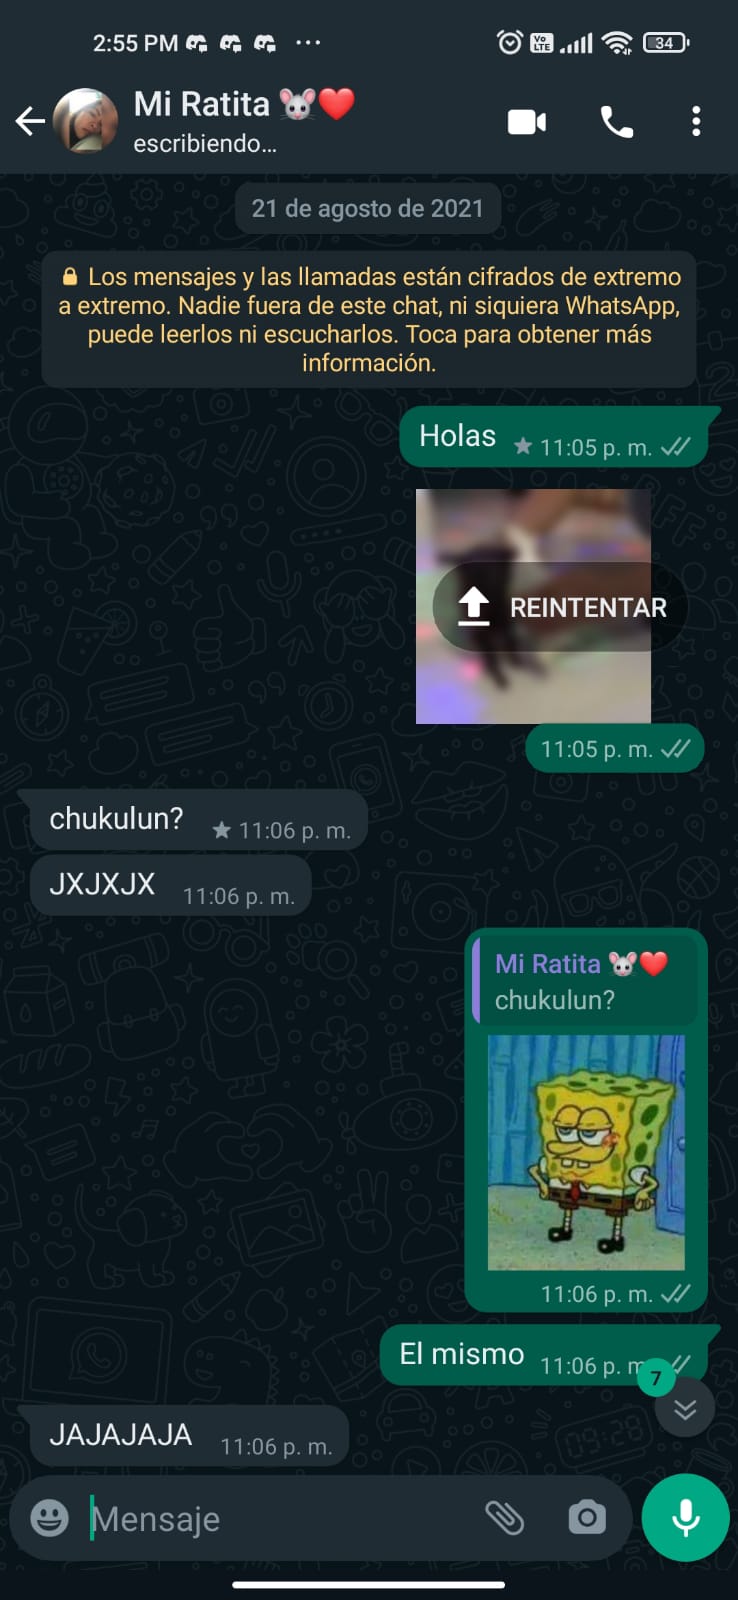 2:55 PM
Vo LTE
34
Mi Ratita 🐭❤️
escribiendo...
21 de agosto de 2021
Los mensajes y las llamadas están cifrados de extremo
a extremo. Nadie fuera de este chat, ni siquiera WhatsApp,
puede leerlos ni escucharlos. Toca para obtener más
información.
Holas 11:05 p. m.
REINTENTAR
11:05 p. m.
chukulun? 11:06 p. m.
JXJXJX 11:06 p. m.
Mi Ratita 🐭❤️
chukulun?
11:06 p. m.
El mismo 11:06 p. m
7
JAJAJAJA 11:06 p. m.
Mensaje